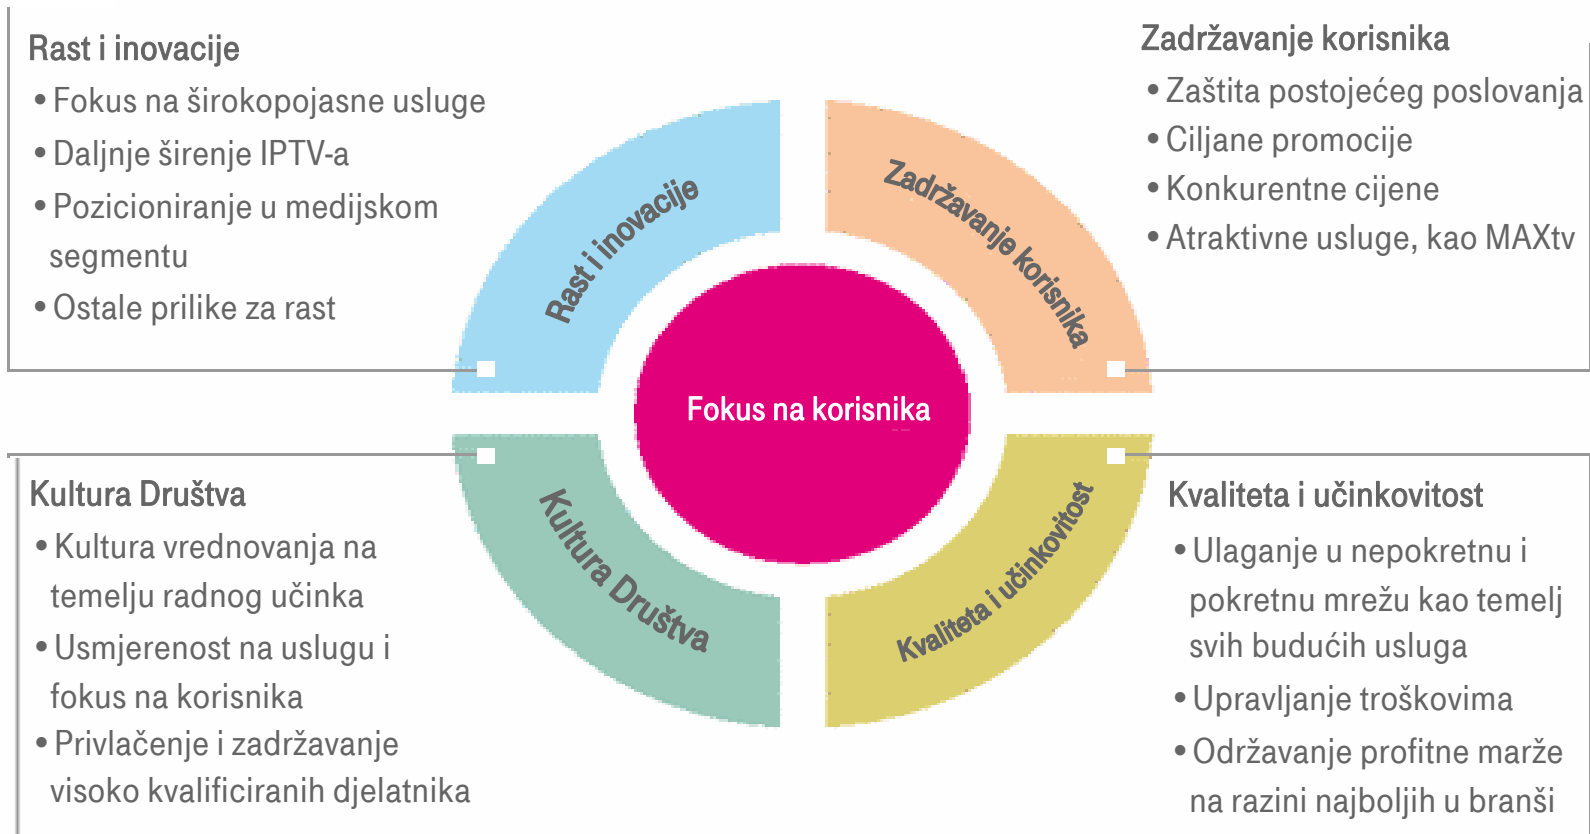 Rast i inovacije
• Fokus na širokopojasne usluge
• Daljnje širenje IPTV-a
• Pozicioniranje u medijskom
segmentu
• Ostale prilike za rast
Zadržavanje korisnika
• Zaštita postojećeg poslovanja
• Ciljane promocije
• Konkurentne cijene
• Atraktivne usluge, kao MAXtv
Rast i inovacije
Zadržavanje korisnika
Fokus na korisnika
Kultura Društva
Kvaliteta i učinkovitost
Kultura Društva
• Kultura vrednovanja na
temelju radnog učinka
• Usmjerenost na uslugu i
fokus na korisnika
• Privlačenje i zadržavanje
visoko kvalificiranih djelatnika
Kvaliteta i učinkovitost
• Ulaganje u nepokretnu i
pokretnu mrežu kao temelj
svih budućih usluga
• Upravljanje troškovima
• Održavanje profitne marže
na razini najboljih u branši